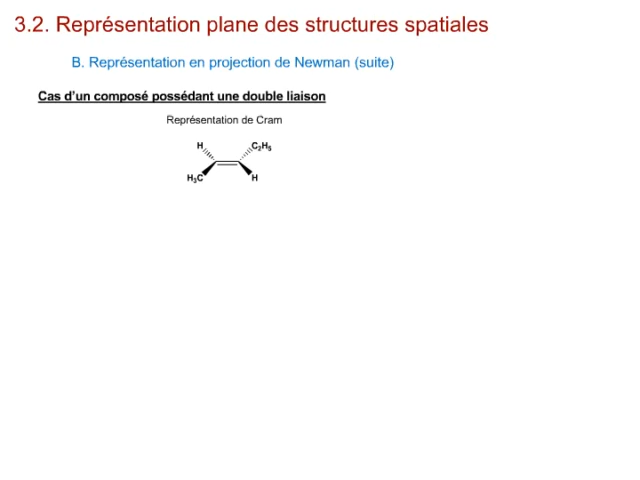 3.2. Représentation plane des structures spatiales
B. Représentation en projection de Newman (suite)
Cas d'un composé possédant une double liaison
Représentation de Cram
H C₂H₅
H₃C H